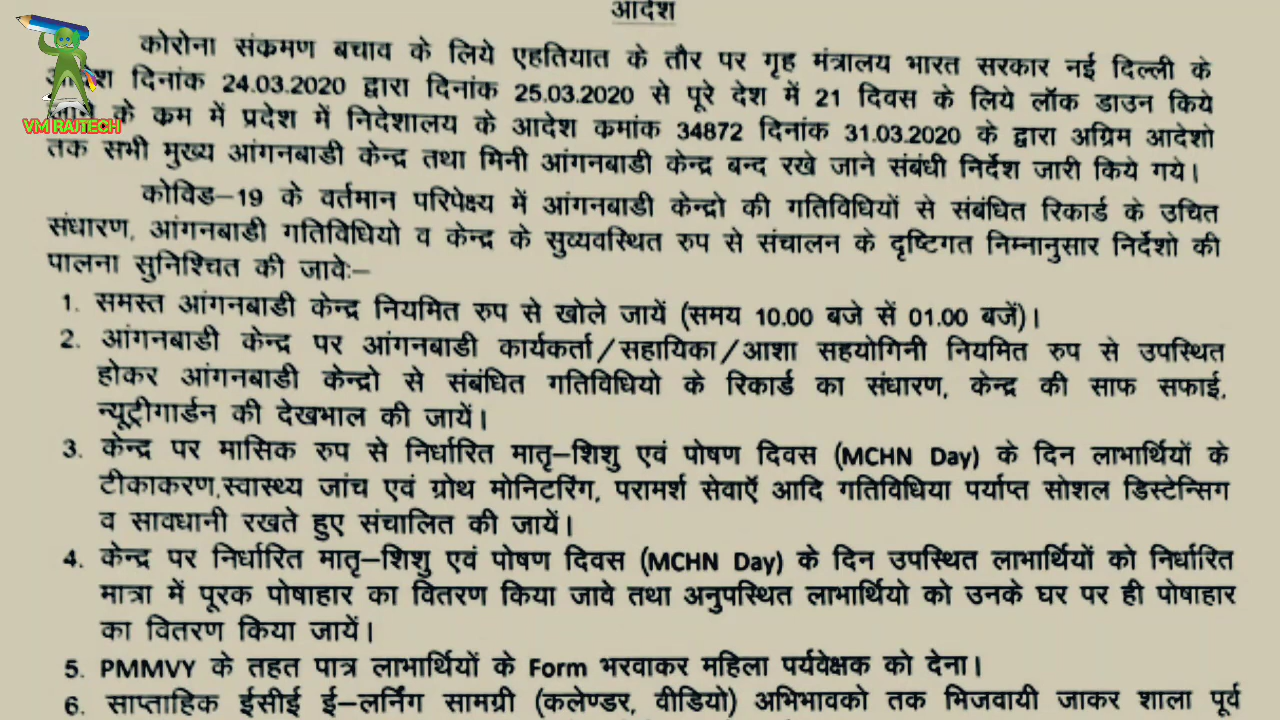 आदेश
कोरोना संक्रमण बचाव के लिये एहतियात के तौर पर गृह मंत्रालय भारत सरकार नई दिल्ली के
दिनांक 24.03.2020 द्वारा दिनांक 25.03.2020 से पूरे देश में 21 दिवस के लिये लॉक डाउन किये
के कम में प्रदेश में निदेशालय के आदेश कमांक 34872 दिनांक 31.03.2020 के द्वारा अग्रिम आदेशो
तक सभी मुख्य आंगनबाडी केन्द्र तथा मिनी आंगनबाडी केन्द्र बन्द रखे जाने संबंधी निर्देश जारी किये गये।
कोविड–19 के वर्तमान परिपेक्ष्य में आंगनबाडी केन्द्रो की गतिविधियों से संबंधित रिकार्ड के उचित
संधारण, आंगनबाडी गतिविधियो व केन्द्र के सुव्यवस्थित रुप से संचालन के दृष्टिगत निम्नानुसार निर्देशो की
पालना सुनिश्चित की जावेः–
1. समस्त आंगनबाडी केन्द्र नियमित रुप से खोले जायें (समय 10.00 बजे सें 01.00 बजें)।
2. आंगनबाडी केन्द्र पर आंगनबाडी कार्यकर्ता/सहायिका/आशा सहयोगिनी नियमित रुप से उपस्थित
होकर आंगनबाडी केन्द्रो से संबंधित गतिविधियो के रिकार्ड का संधारण, केन्द्र की साफ सफाई,
न्यूट्रीगार्डन की देखभाल की जायें।
3. केन्द्र पर मासिक रुप से निर्धारित मातृ–शिशु एवं पोषण दिवस (MCHN Day) के दिन लाभार्थियों के
टीकाकरण,स्वास्थ्य जांच एवं ग्रोथ मोनिटरिंग, परामर्श सेवाऍ आदि गतिविधिया पर्याप्त सोशल डिस्टेन्सिग
व सावधानी रखते हुए संचालित की जायें।
4. केन्द्र पर निर्धारित मातृ–शिशु एवं पोषण दिवस (MCHN Day) के दिन उपस्थित लाभार्थियों को निर्धारित
मात्रा में पूरक पोषाहार का वितरण किया जावे तथा अनुपस्थित लाभार्थियो को उनके घर पर ही पोषाहार
का वितरण किया जायें।
5. PMMVY के तहत पात्र लाभार्थियों के Form भरवाकर महिला पर्यवेक्षक को देना।
6. साप्ताहिक ईसीई ई–लर्निंग सामग्री (कलेण्डर, वीडियो) अभिभावको तक भिजवायी जाकर शाला पूर्व
VM RAJTECH